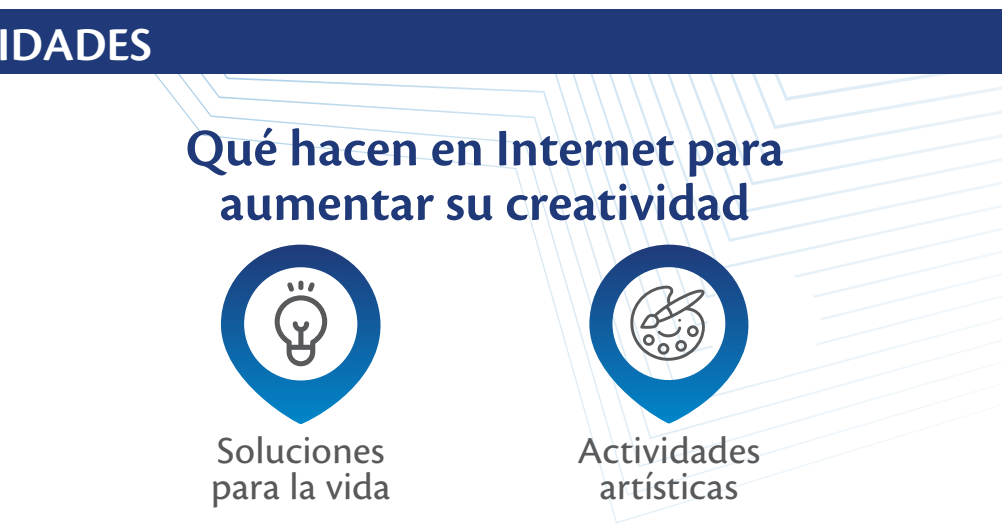 IDADES
Qué hacen en Internet para
aumentar su creatividad
Soluciones
para la vida
Actividades
artísticas